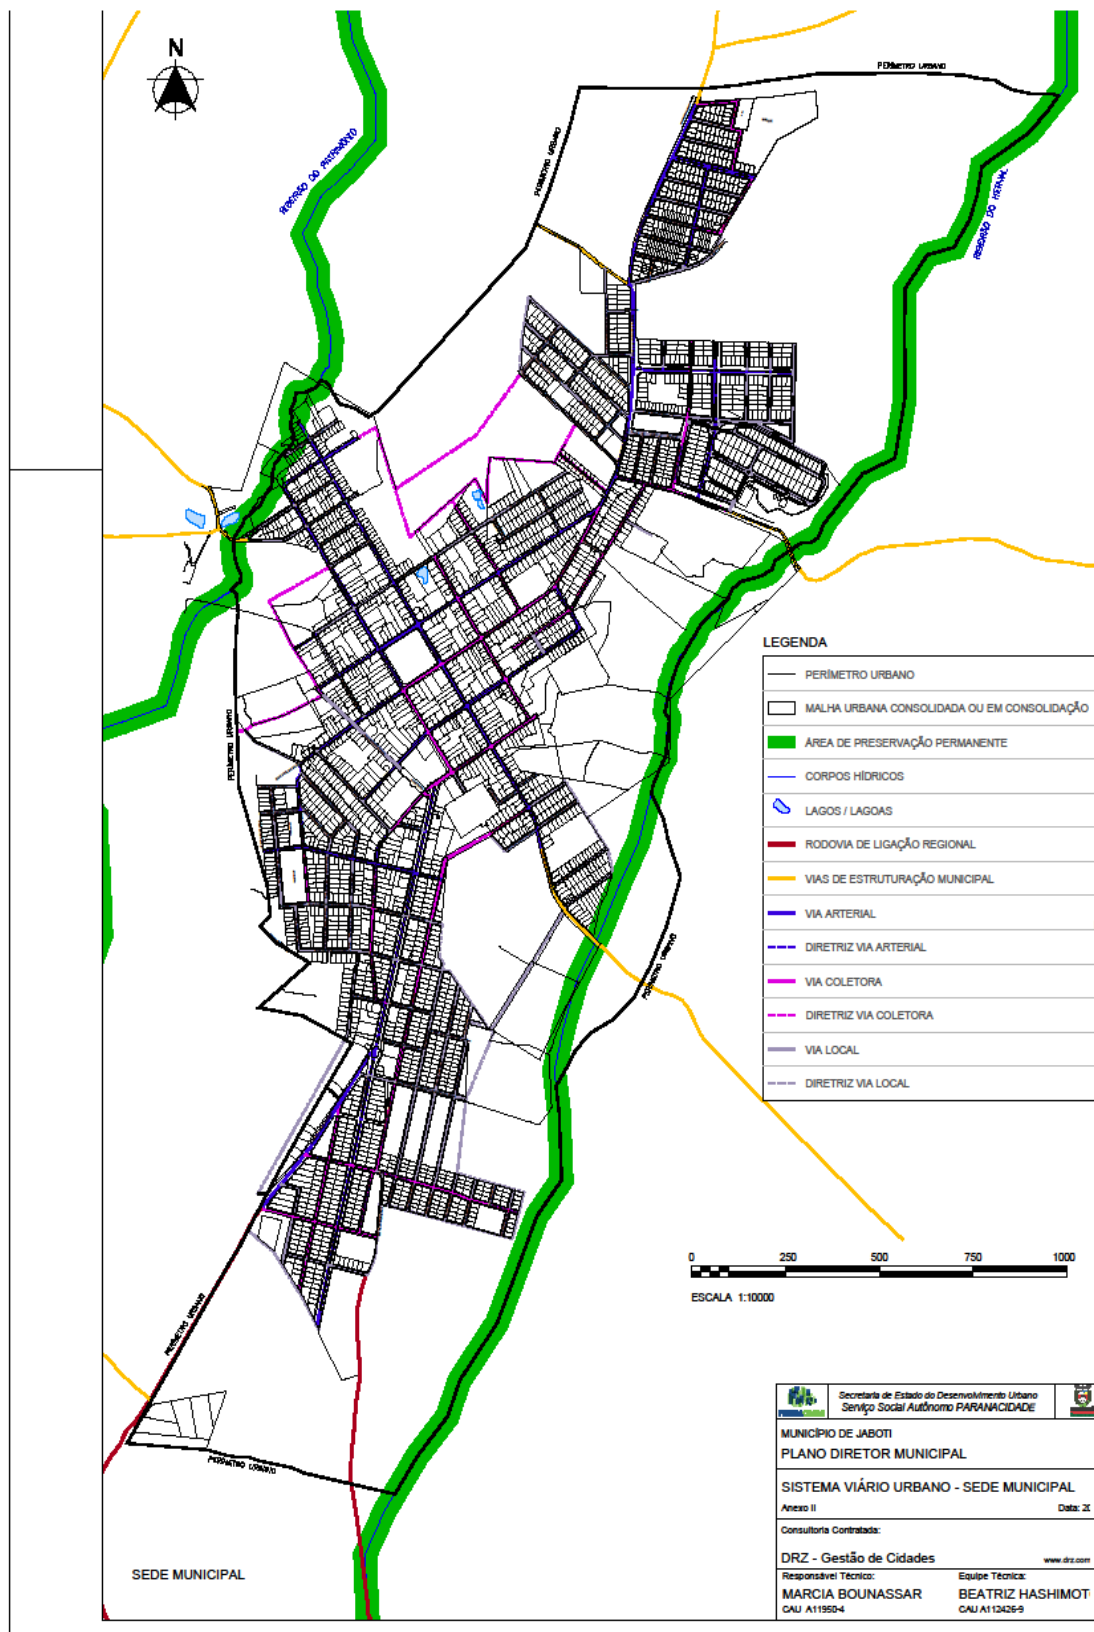 N
PERÍMETRO URBANO
PERÍMETRO URBANO
RIBEIRÃO DO
RIBEIRÃO DO
PERÍMETRO URBANO
PERÍMETRO URBANO
PERÍMETRO URBANO
PERÍMETRO URBANO
LEGENDA
PERÍMETRO URBANO
MALHA URBANA CONSOLIDADA OU EM CONSOLIDAÇÃO
ÁREA DE PRESERVAÇÃO PERMANENTE
CORPOS HÍDRICOS
LAGOS / LAGOAS
RODOVIA DE LIGAÇÃO REGIONAL
VIAS DE ESTRUTURAÇÃO MUNICIPAL
VIA ARTERIAL
DIRETRIZ VIA ARTERIAL
VIA COLETORA
DIRETRIZ VIA COLETORA
VIA LOCAL
DIRETRIZ VIA LOCAL
0 250 500 750 1000
ESCALA 1:10000
Secretaria de Estado do Desenvolvimento Urbano
Serviço Social Autônomo PARANACIDADE
MUNICÍPIO DE JABOTI
PLANO DIRETOR MUNICIPAL
SISTEMA VIÁRIO URBANO - SEDE MUNICIPAL
Anexo II Data: 20
Consultoria Contratada:
DRZ - Gestão de Cidades www.drz.com
Responsável Técnico: Equipe Técnica:
MARCIA BOUNASSAR BEATRIZ HASHIMOT
CAU A11950-4 CAU A112426-9
SEDE MUNICIPAL